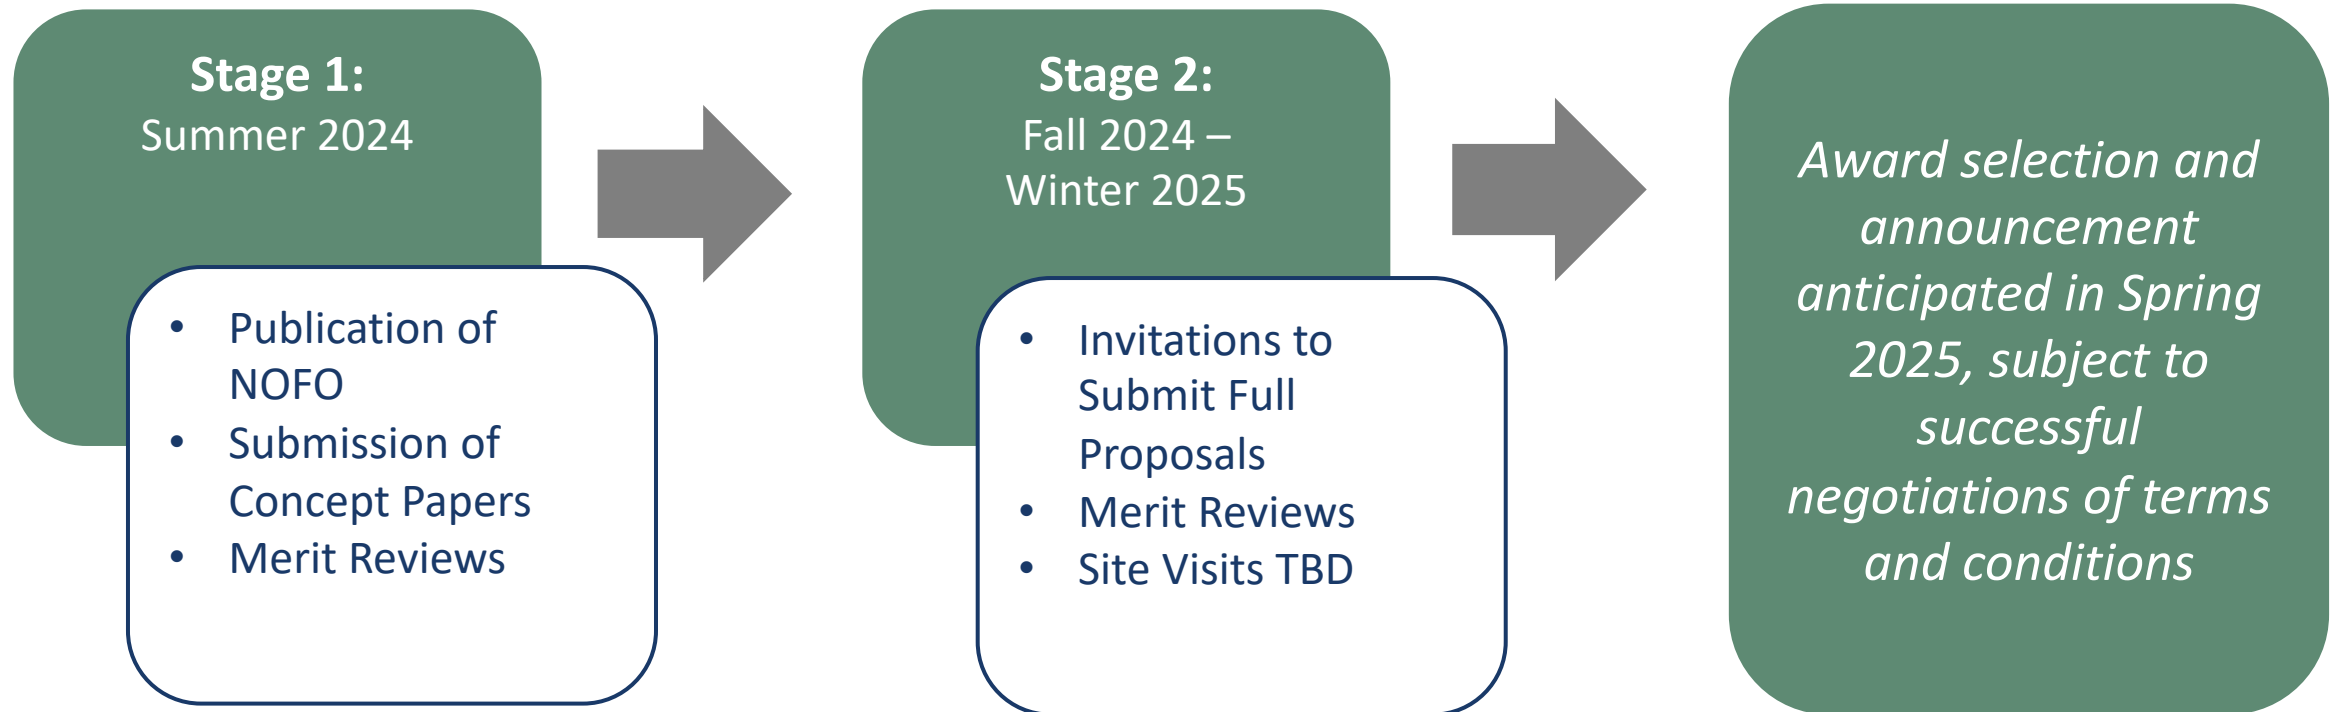 Stage 1:
Summer 2024
• Publication of
NOFO
• Submission of
Concept Papers
• Merit Reviews
Stage 2:
Fall 2024 –
Winter 2025
• Invitations to
Submit Full
Proposals
• Merit Reviews
• Site Visits TBD
Award selection and
announcement
anticipated in Spring
2025, subject to
successful
negotiations of terms
and conditions